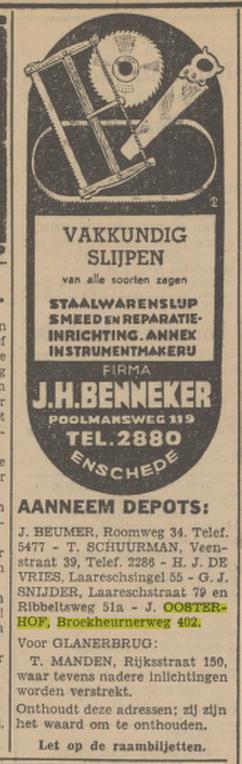 VAKKUNDIG
SLIJPEN
van alle soorten zagen
STAALWARENSLIJP
SMEED EN REPARATIE-
INRICHTING. ANNEX
INSTRUMENTMAKERIJ
FIRMA
J.H.BENNEKER
POOLMANSWEG 119
TEL. 2880
ENSCHEDE
AANNEEM DEPOTS:
J. BEUMER, Roomweg 34. Telef.
5477 - T. SCHUURMAN, Veen-
straat 39, Telef. 2286 - H. J. DE
VRIES, Laareschsingel 55 - G. J.
SNIJDER, Laareschstraat 79 en
Ribbeltsweg 51a - J. OOSTER-
HOF, Broekheurnerweg 402.
Voor GLANERBRUG:
T. MANDEN, Rijksstraat 150,
waar tevens nadere inlichtingen
worden verstrekt.
Onthoudt deze adressen; zij zijn
het waard om te onthouden.
Let op de raambiljetten.